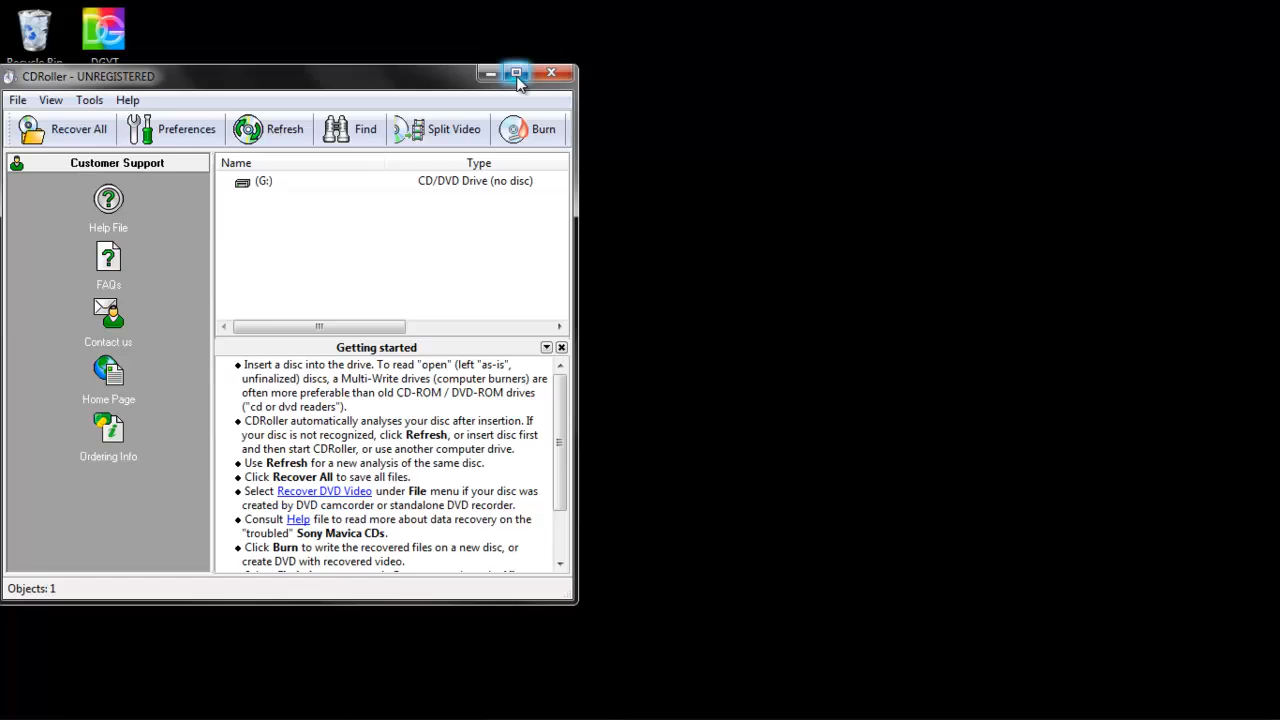 Recycle Bin
DGYT
CDRoller - UNREGISTERED
File View Tools Help
Recover All Preferences Refresh Find Split Video Burn
Customer Support
Help File
FAQs
Contact us
Home Page
Ordering Info
Name Type
(G:) CD/DVD Drive (no disc)
Getting started
Insert a disc into the drive. To read "open" (left "as-is",
unfinalized) discs, a Multi-Write drives (computer burners) are
often more preferable than old CD-ROM / DVD-ROM drives
("cd or dvd readers").
CDRoller automatically analyses your disc after insertion. If
your disc is not recognized, click Refresh, or insert disc first
and then start CDRoller, or use another computer drive.
Use Refresh for a new analysis of the same disc.
Click Recover All to save all files.
Select Recover DVD Video under File menu if your disc was
created by DVD camcorder or standalone DVD recorder.
Consult Help file to read more about data recovery on the
"troubled" Sony Mavica CDs.
Click Burn to write the recovered files on a new disc, or
create DVD with recovered video.
Objects: 1